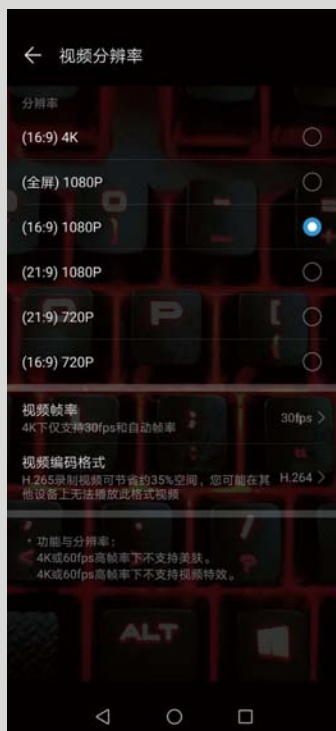 视频分辨率
分辨率
(16:9) 4K
(全屏) 1080P
(16:9) 1080P
(21:9) 1080P
(21:9) 720P
(16:9) 720P
视频帧率
4K下仅支持30fps和自动帧率
30fps
视频编码格式
H.265录制视频可节省约35%空间，您可能在其
他设备上无法播放此格式视频
H.264
• 功能与分辨率：
4K或60fps高帧率下不支持美肤。
4K或60fps高帧率下不支持视频特效。
ALT